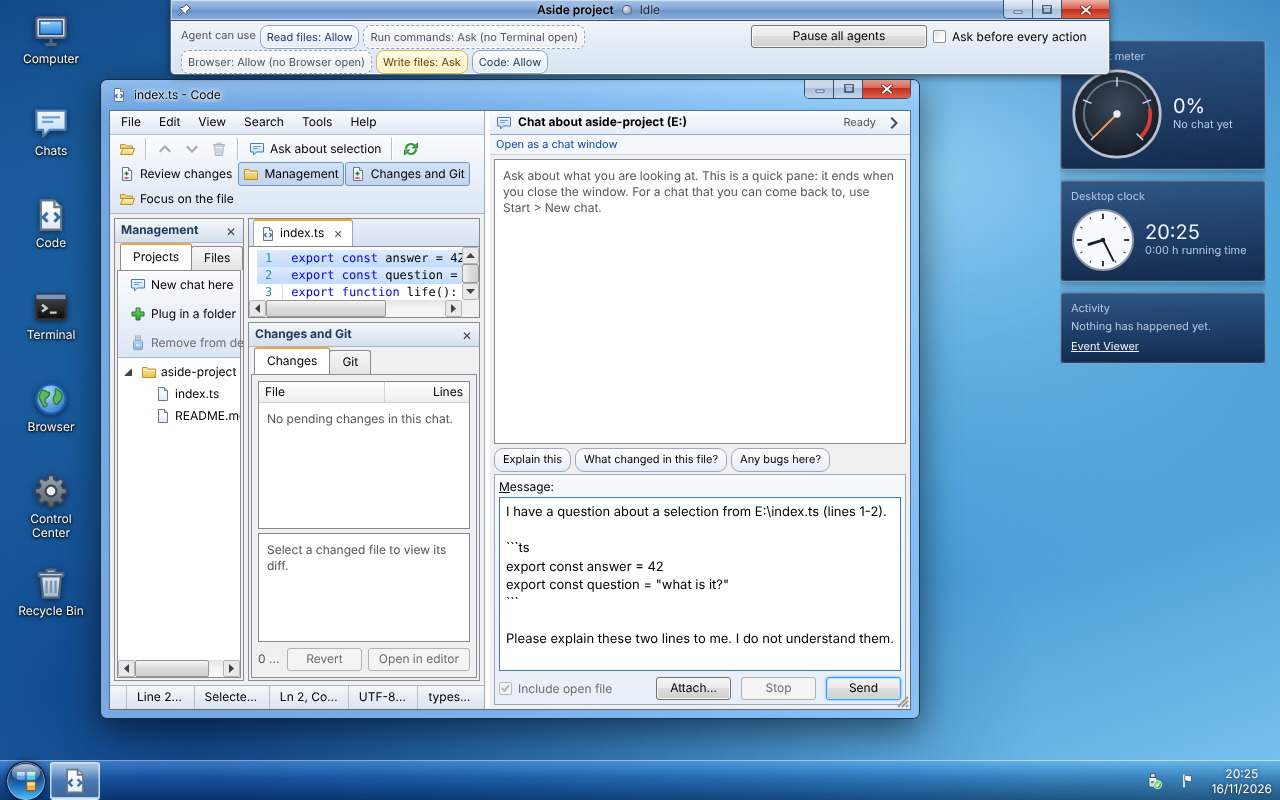 Aside project Idle
Agent can use Read files: Allow Run commands: Ask (no Terminal open)
Browser: Allow (no Browser open) Write files: Ask Code: Allow
Pause all agents Ask before every action
Computer
Chats
Code
Terminal
Browser
Control Center
Recycle Bin
meter
0%
No chat yet
Desktop clock
20:25
0:00 h running time
Activity
Nothing has happened yet.
Event Viewer
index.ts - Code
File Edit View Search Tools Help
Ask about selection
Review changes Management Changes and Git
Focus on the file
Management
Projects Files
New chat here
Plug in a folder
Remove from de
aside-project
index.ts
README.m
index.ts
1 export const answer = 42
2 export const question =
3 export function life():
Changes and Git
Changes Git
File Lines
No pending changes in this chat.
Select a changed file to view its
diff.
0 ... Revert Open in editor
Line 2... Selecte... Ln 2, Co... UTF-8... types...
Chat about aside-project (E:) Ready
Open as a chat window
Ask about what you are looking at. This is a quick pane: it ends when
you close the window. For a chat that you can come back to, use
Start > New chat.
Explain this What changed in this file? Any bugs here?
Message:
I have a question about a selection from E:\index.ts (lines 1-2).
```ts
export const answer = 42
export const question = "what is it?"
```
Please explain these two lines to me. I do not understand them.
Include open file Attach... Stop Send
20:25
16/11/2026